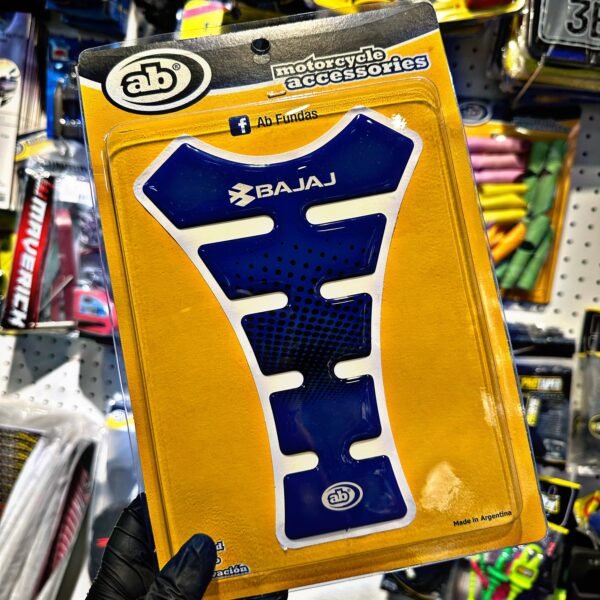 ab®
motorcycle
accessories
f Ab Fundas
BAJAJ
ab
Made in Argentina
MAVERICK